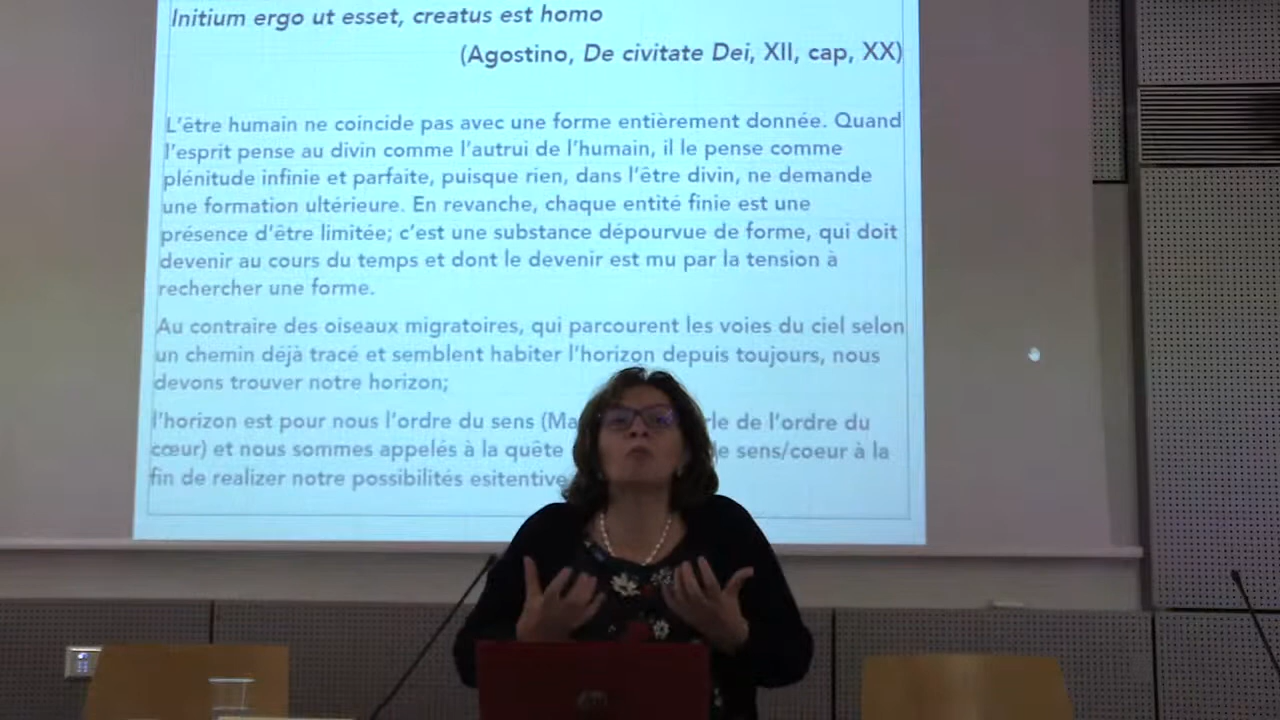 Initium ergo ut esset, creatus est homo
(Agostino, De civitate Dei, XII, cap, XX)
L'être humain ne coincide pas avec une forme entièrement donnée. Quand
l'esprit pense au divin comme l'autrui de l'humain, il le pense comme
plénitude infinie et parfaite, puisque rien, dans l'être divin, ne demande
une formation ultérieure. En revanche, chaque entité finie est une
présence d'être limitée; c'est une substance dépourvue de forme, qui doit
devenir au cours du temps et dont le devenir est mu par la tension à
rechercher une forme.
Au contraire des oiseaux migratoires, qui parcourent les voies du ciel selon
un chemin déjà tracé et semblent habiter l'horizon depuis toujours, nous
devons trouver notre horizon;
l'horizon est pour nous l'ordre du sens de l'ordre du
cœur) et nous sommes appelés à la quête sens/coeur à la
fin de realizer notre possibilités esitentive